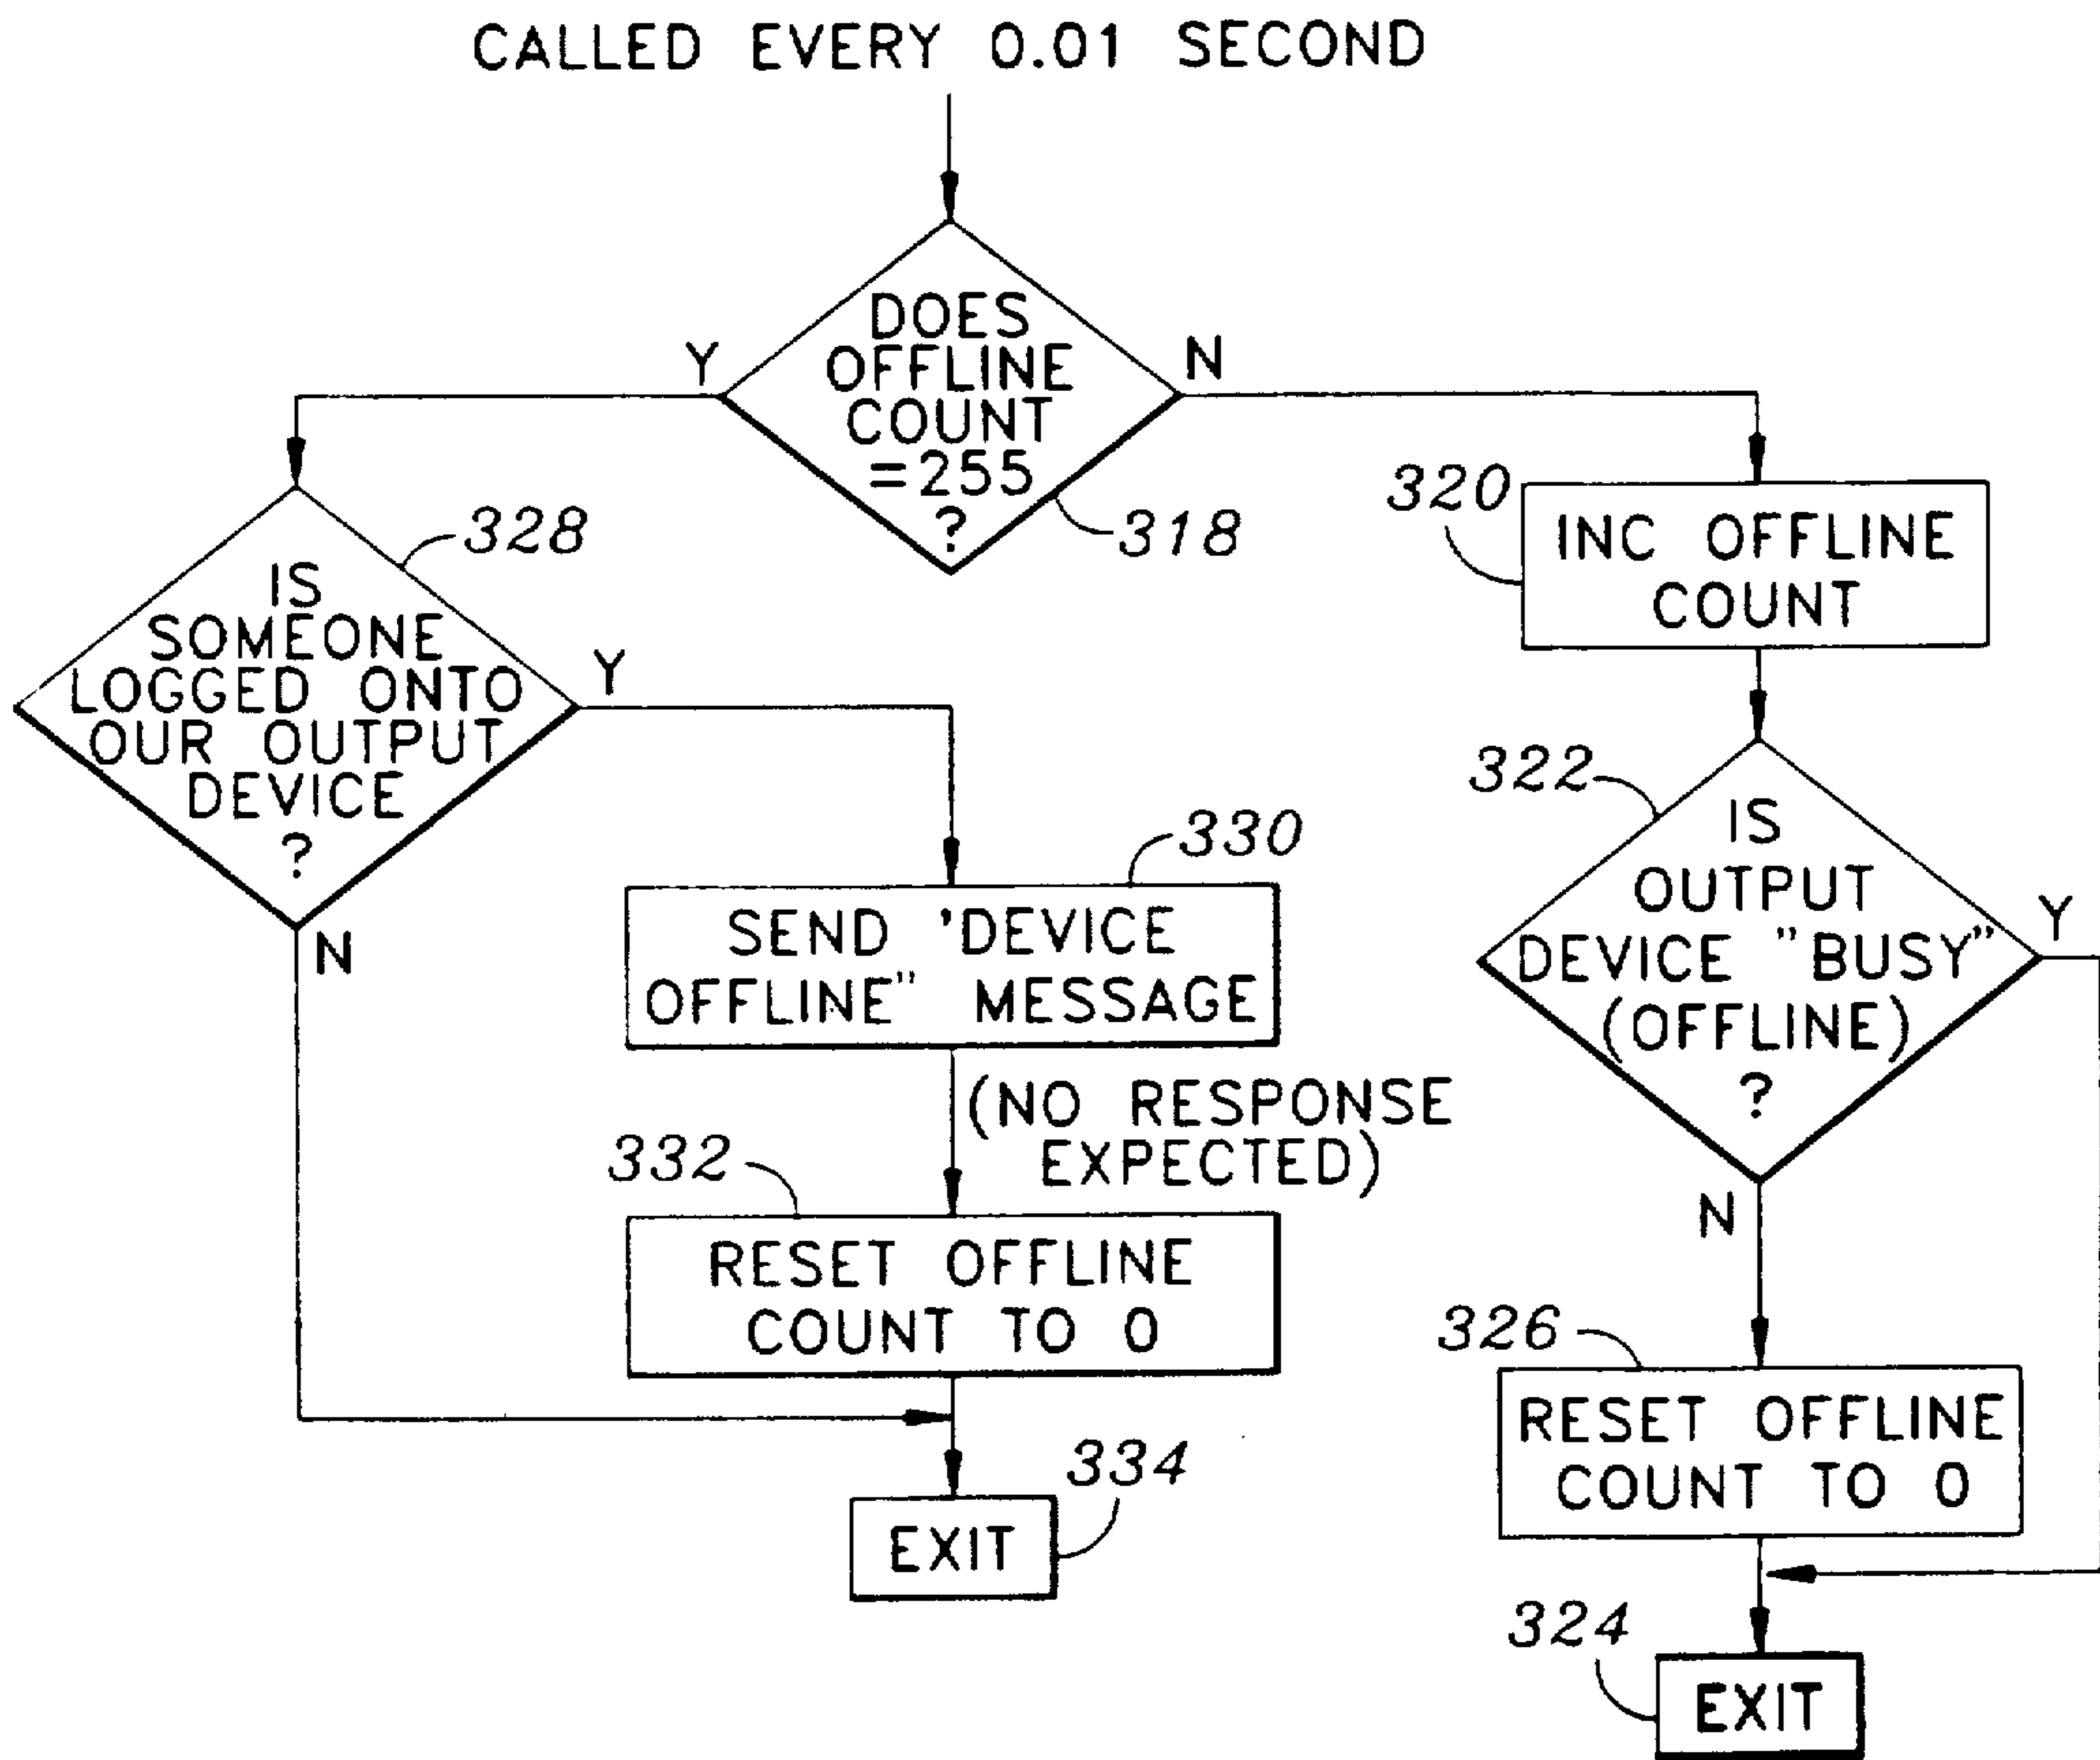 CALLED EVERY 0.01 SECOND
DOES
OFFLINE
COUNT
=255
?
Y
N
318
328
IS
SOMEONE
LOGGED ONTO
OUR OUTPUT
DEVICE
?
Y
N
320
INC OFFLINE
COUNT
322
IS
OUTPUT
DEVICE "BUSY"
(OFFLINE)
?
Y
N
330
SEND 'DEVICE
OFFLINE" MESSAGE
(NO RESPONSE
EXPECTED)
332
RESET OFFLINE
COUNT TO 0
334
EXIT
326
RESET OFFLINE
COUNT TO 0
324
EXIT